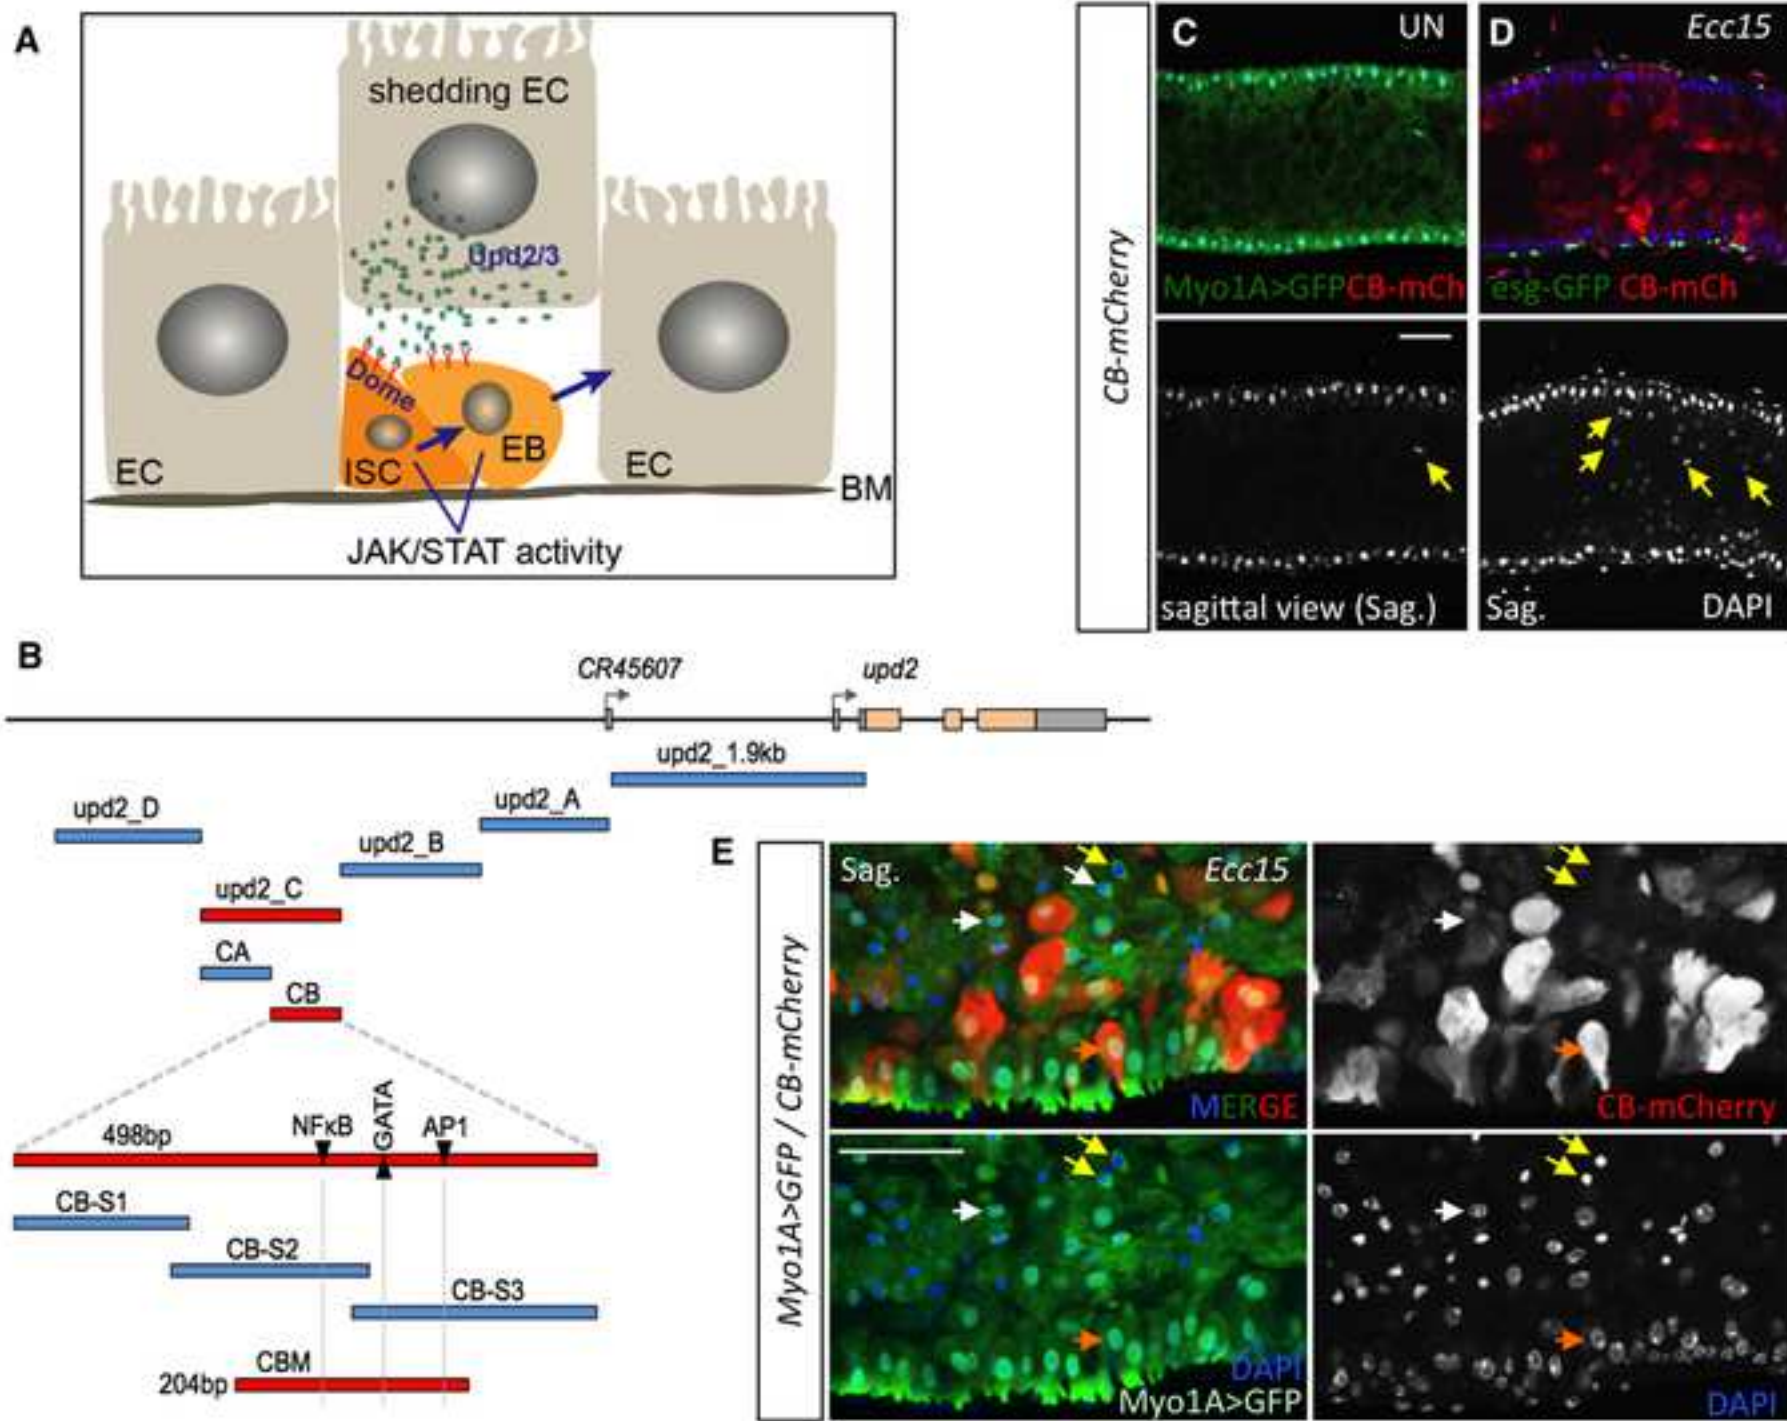 A
shedding EC
Upd2/3
Dome
EC
ISC
EB
EC
BM
JAK/STAT activity
CB-mCherry
C
UN
Myo1A>GFP CB-mCh
sagittal view (Sag.)
D
Ecc15
esg-GFP CB-mCh
Sag.
DAPI
B
CR45607
upd2
upd2_1.9kb
upd2_D
upd2_A
upd2_B
upd2_C
CA
CB
498bp
NFκB
GATA
AP1
CB-S1
CB-S2
CB-S3
CBM
204bp
E
Myo1A>GFP / CB-mCherry
Sag.
Ecc15
MERGE
CB-mCherry
DAPI
Myo1A>GFP
DAPI